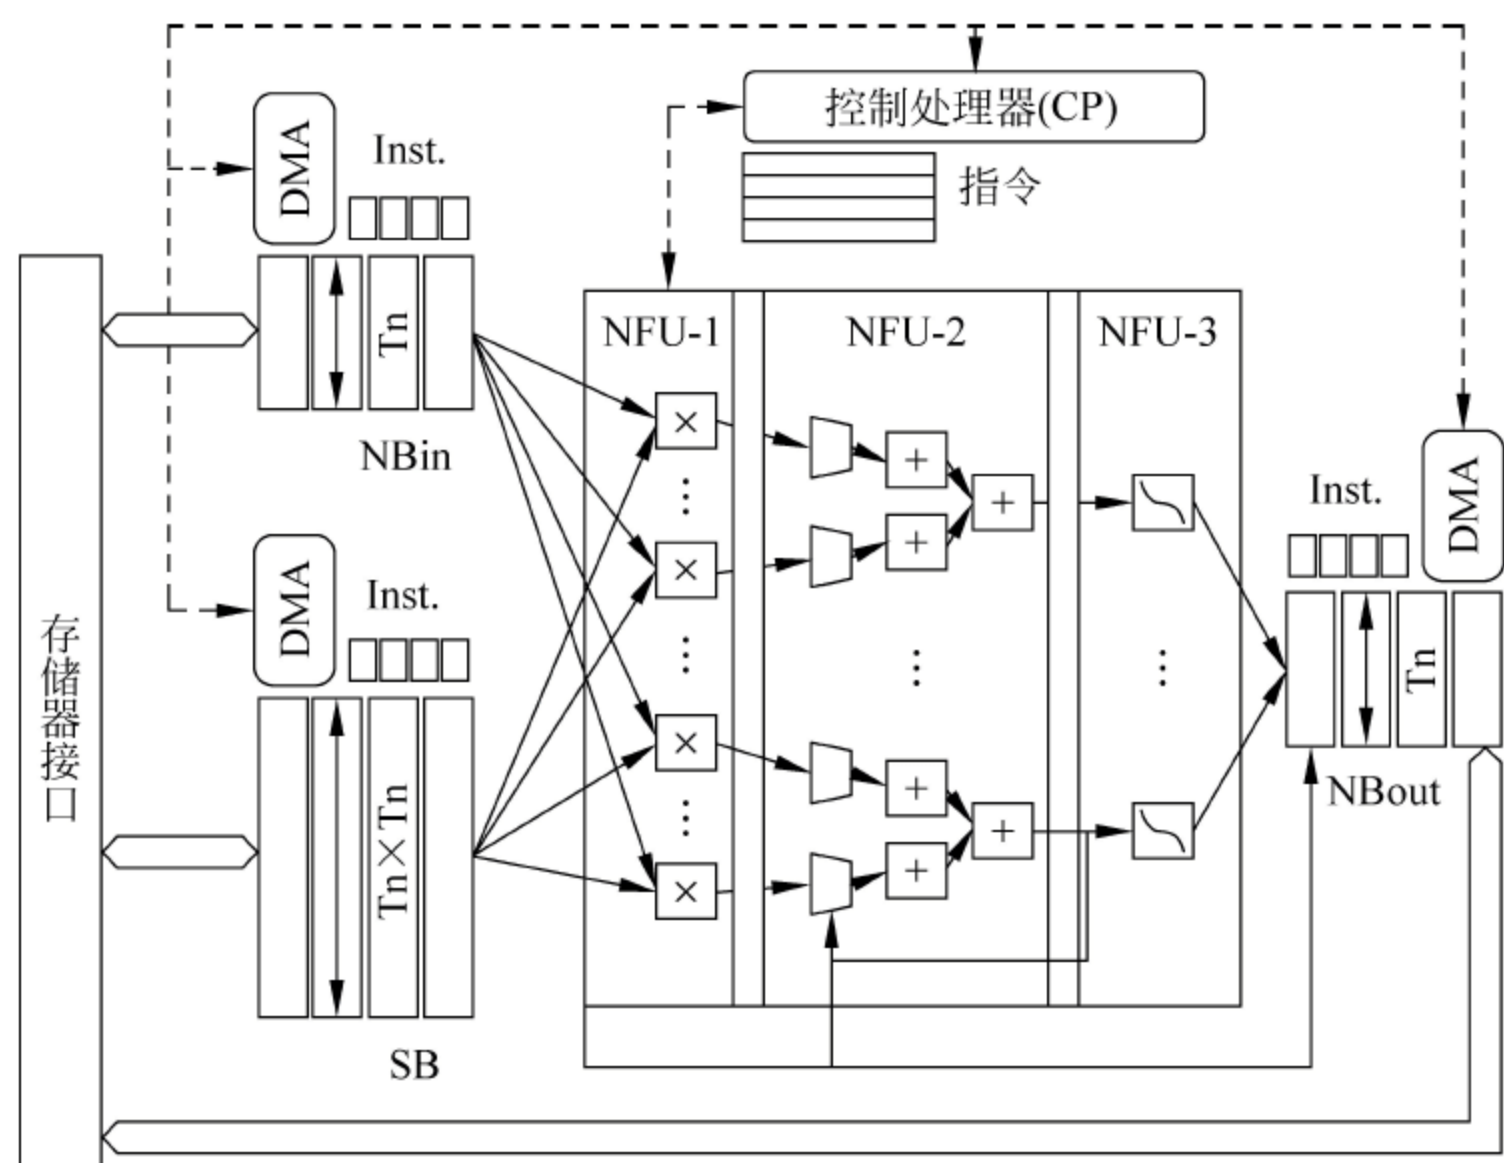 控制处理器(CP)
指令
DMA
Inst.
Tn
NBin
NFU-1
NFU-2
NFU-3
×
+
+
×
+
存储器接口
DMA
Inst.
Tn×Tn
SB
×
+
+
×
+
Inst.
DMA
Tn
NBout